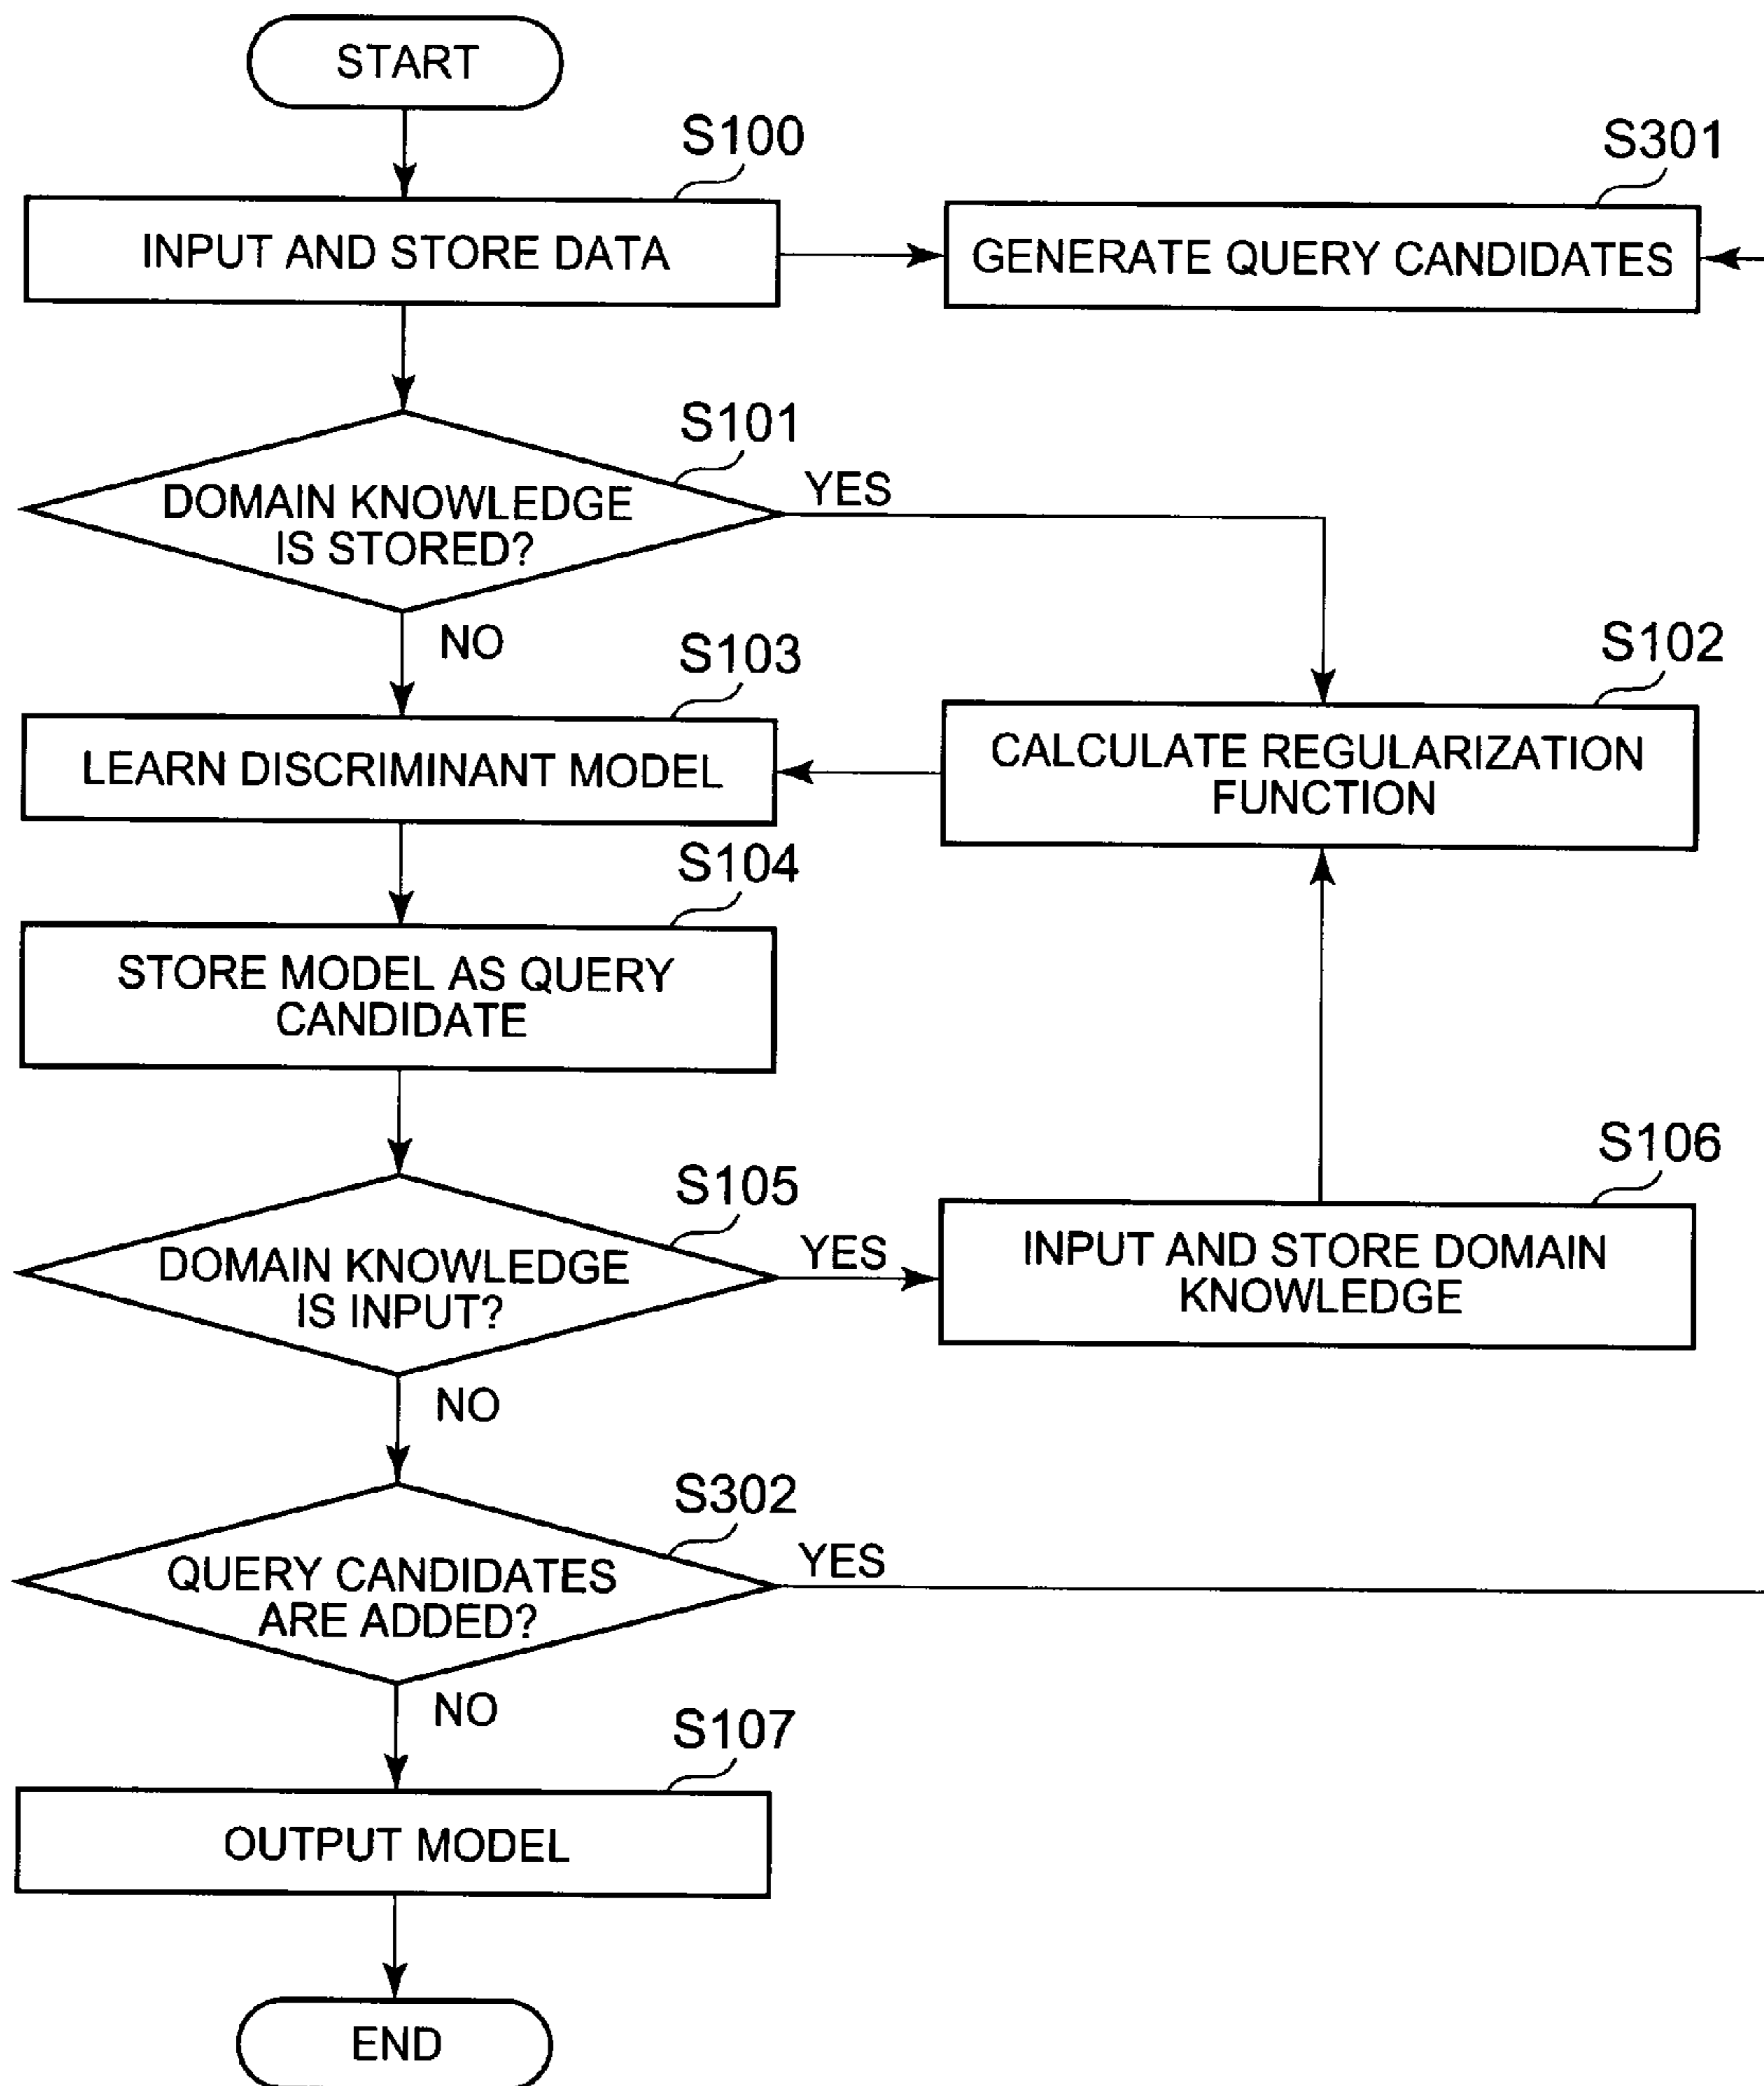 START
S100
INPUT AND STORE DATA
S301
GENERATE QUERY CANDIDATES
S101
DOMAIN KNOWLEDGE
IS STORED?
YES
NO
S103
LEARN DISCRIMINANT MODEL
S102
CALCULATE REGULARIZATION
FUNCTION
S104
STORE MODEL AS QUERY
CANDIDATE
S105
DOMAIN KNOWLEDGE
IS INPUT?
YES
S106
INPUT AND STORE DOMAIN
KNOWLEDGE
NO
S302
QUERY CANDIDATES
ARE ADDED?
YES
NO
S107
OUTPUT MODEL
END